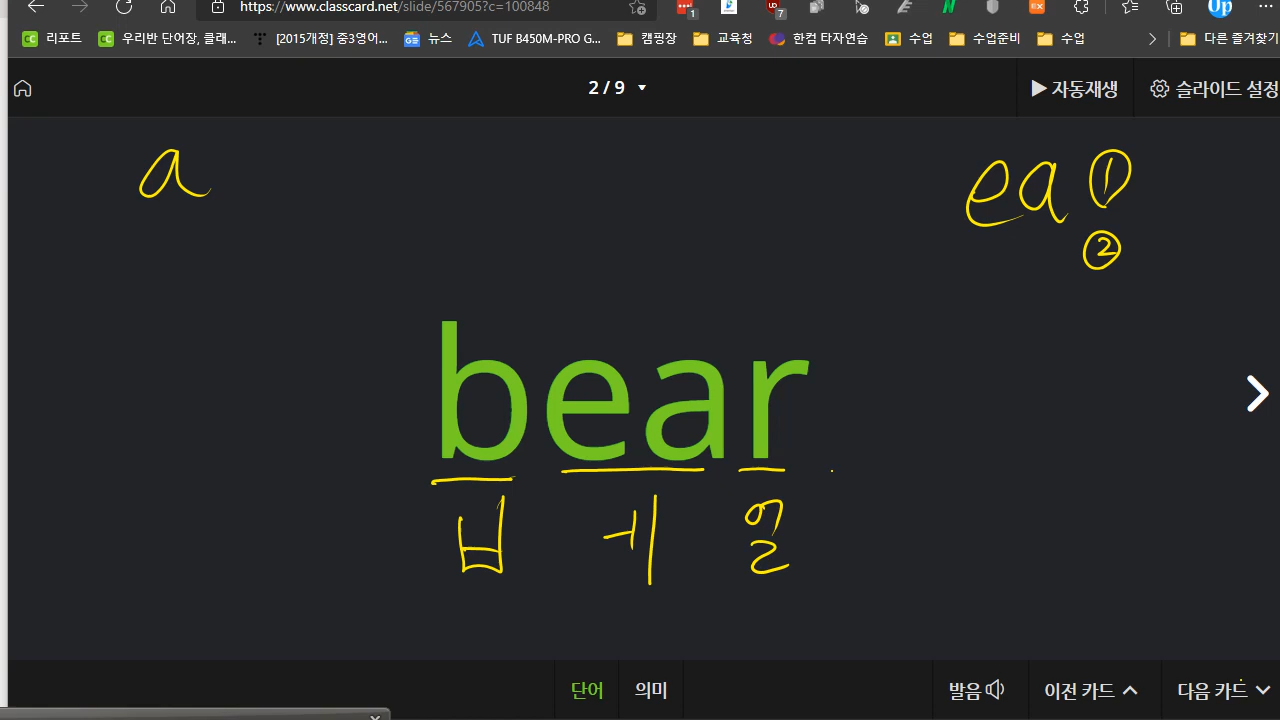 https://www.classcard.net/slide/567905?c=100848
1
7
Up
리포트
우리반 단어장, 클래...
[2015개정] 중3영어...
뉴스
TUF B450M-PRO G...
캠핑장
교육청
한컴 타자연습
수업
수업준비
수업
다른 즐겨찾기
2 / 9
자동재생
슬라이드 설정
a
ea ①
②
bear
ㅂ ㅔ 얼
단어
의미
발음
이전 카드
다음 카드